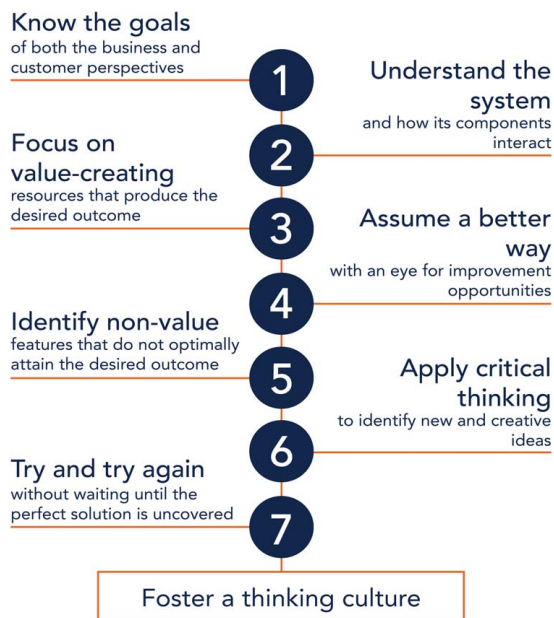 Know the goals
of both the business and
customer perspectives
1
Understand the
system
and how its components
interact
2
Focus on
value-creating
resources that produce the
desired outcome
3
Assume a better
way
with an eye for improvement
opportunities
4
Identify non-value
features that do not optimally
attain the desired outcome
5
Apply critical
thinking
to identify new and creative
ideas
6
Try and try again
without waiting until the
perfect solution is uncovered
7
Foster a thinking culture